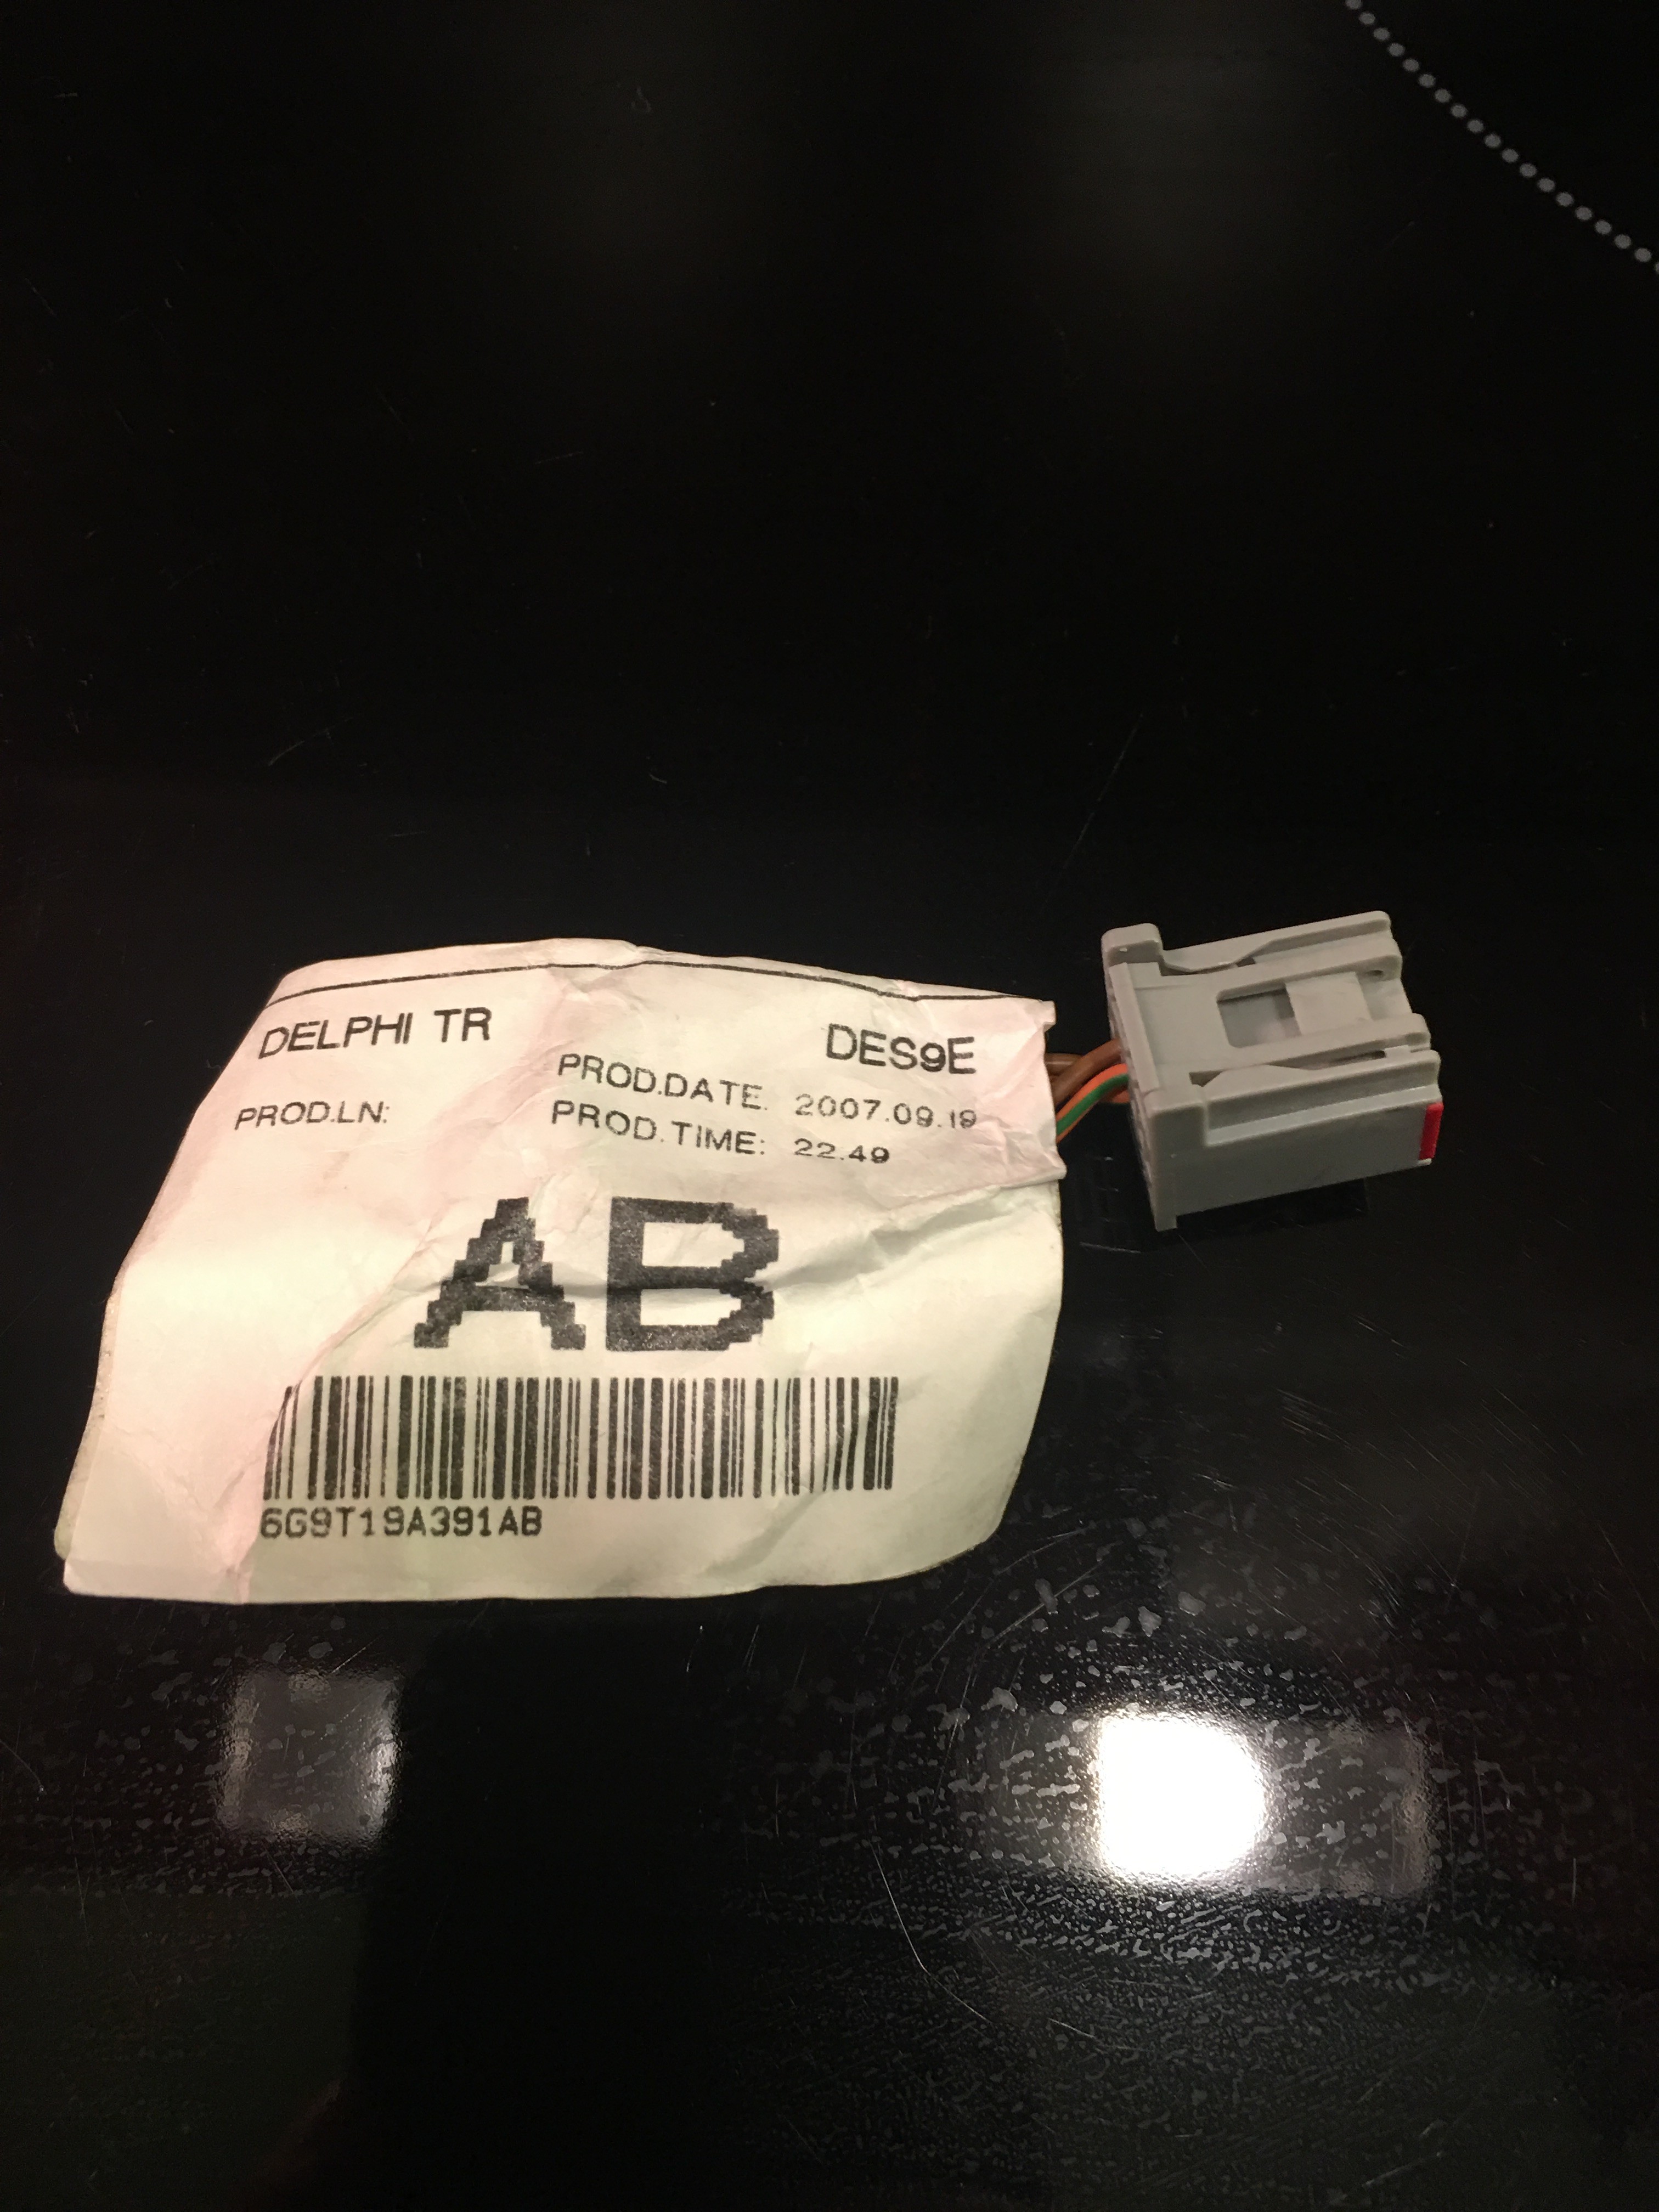 DELPHI TR DES9E
PROD.DATE. 2007.09.19
PROD.LN: PROD.TIME: 22.49
AB
6G9T19A391AB